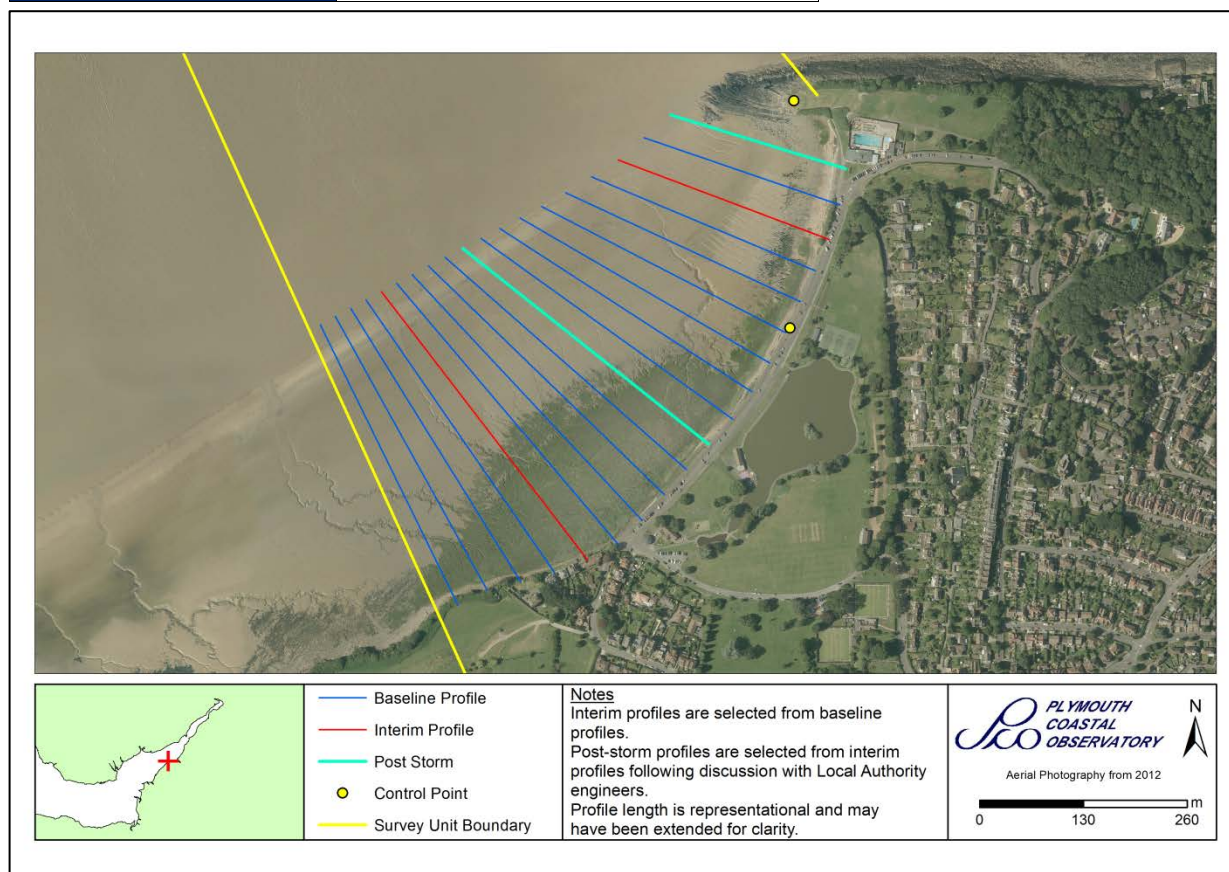 Baseline Profile
Interim Profile
Post Storm
Control Point
Survey Unit Boundary
Notes
Interim profiles are selected from baseline
profiles.
Post-storm profiles are selected from interim
profiles following discussion with Local Authority
engineers.
Profile length is representational and may
have been extended for clarity.
PLYMOUTH
COASTAL
OBSERVATORY
N
Aerial Photography from 2012
m
0 130 260